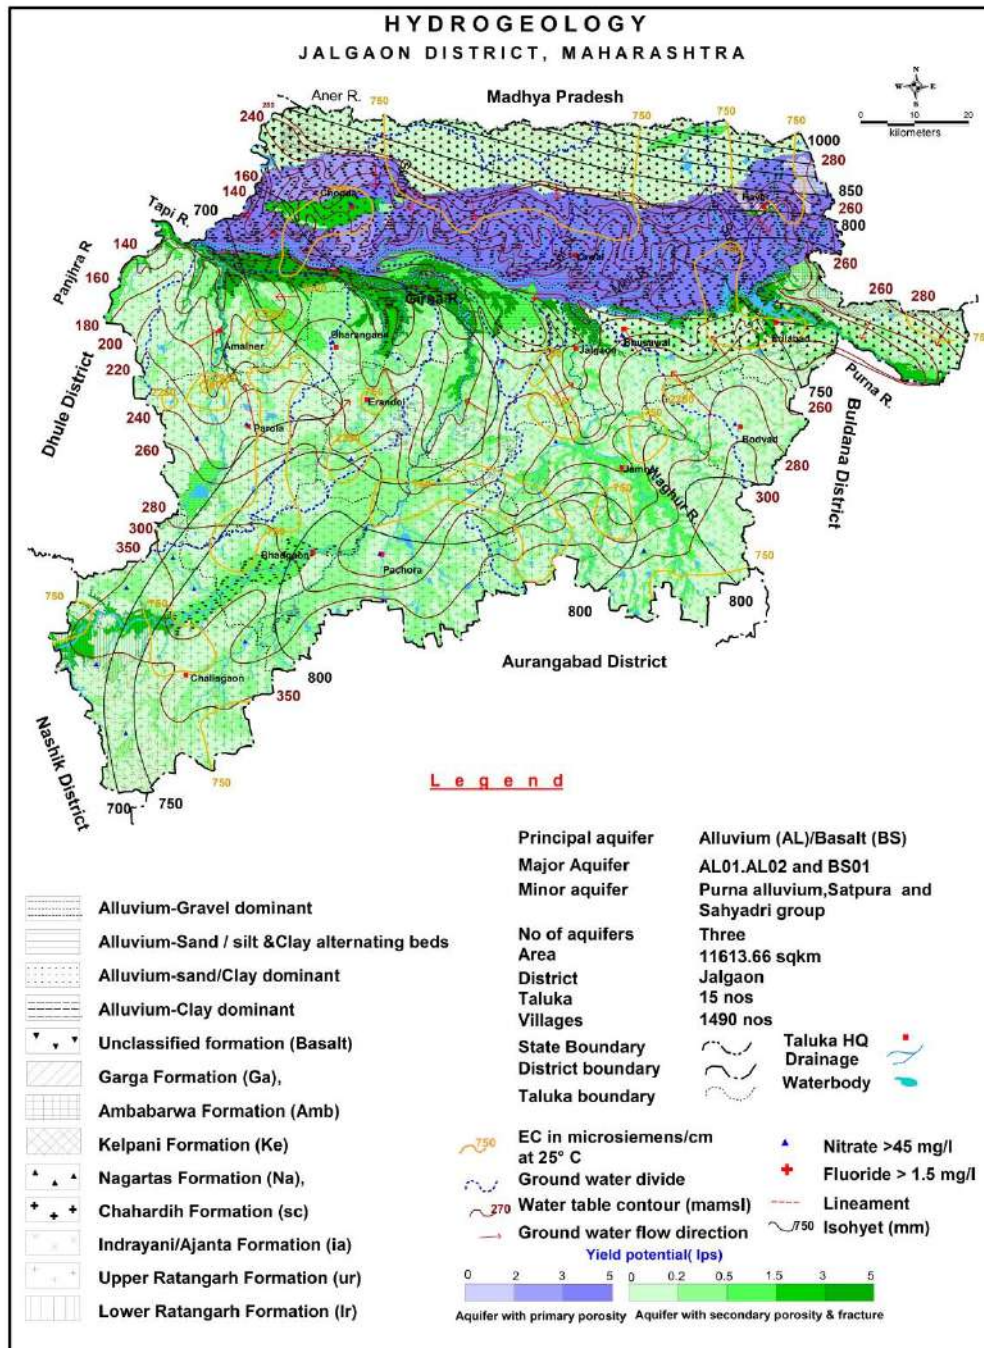 HYDROGEOLOGY
JALGAON DISTRICT, MAHARASHTRA
N
W E
S
0 10 20
kilometers
Aner R.
Madhya Pradesh
750
750
750
750
240
1000
280
850
260
800
260
160
140
700
Tapi R.
Chopda
Raver
Yawal
140
160
Panjhra R
180
200
220
240
260
280
300
350
Dhule District
Girna R.
Dharangaon
Amalner
Parola
Erandol
Jalgaon
Bhusawal
260
280
Purna R.
750
260
Bodvad
280
300
Buldana District
2250
750
Jamner
Waghur R.
Bhadgaon
Pachora
750
750
750
800
800
Aurangabad District
Chalisgaon
800
350
Nashik District
700
750
750
Legend
Principal aquifer Alluvium (AL)/Basalt (BS)
Major Aquifer AL01.AL02 and BS01
Minor aquifer Purna alluvium,Satpura and
Sahyadri group
No of aquifers Three
Area 11613.66 sqkm
District Jalgaon
Taluka 15 nos
Villages 1490 nos
State Boundary
District boundary
Taluka boundary
Taluka HQ
Drainage
Waterbody
Alluvium-Gravel dominant
Alluvium-Sand / silt &Clay alternating beds
Alluvium-sand/Clay dominant
Alluvium-Clay dominant
Unclassified formation (Basalt)
Garga Formation (Ga),
Ambabarwa Formation (Amb)
Kelpani Formation (Ke)
Nagartas Formation (Na),
Chahardih Formation (sc)
Indrayani/Ajanta Formation (ia)
Upper Ratangarh Formation (ur)
Lower Ratangarh Formation (lr)
750 EC in microsiemens/cm
at 25° C
Ground water divide
270 Water table contour (mamsl)
Ground water flow direction
Nitrate >45 mg/l
Fluoride > 1.5 mg/l
Lineament
750 Isohyet (mm)
Yield potential( lps)
0 2 3 5 0 0.2 0.5 1.5 3 5
Aquifer with primary porosity Aquifer with secondary porosity & fracture